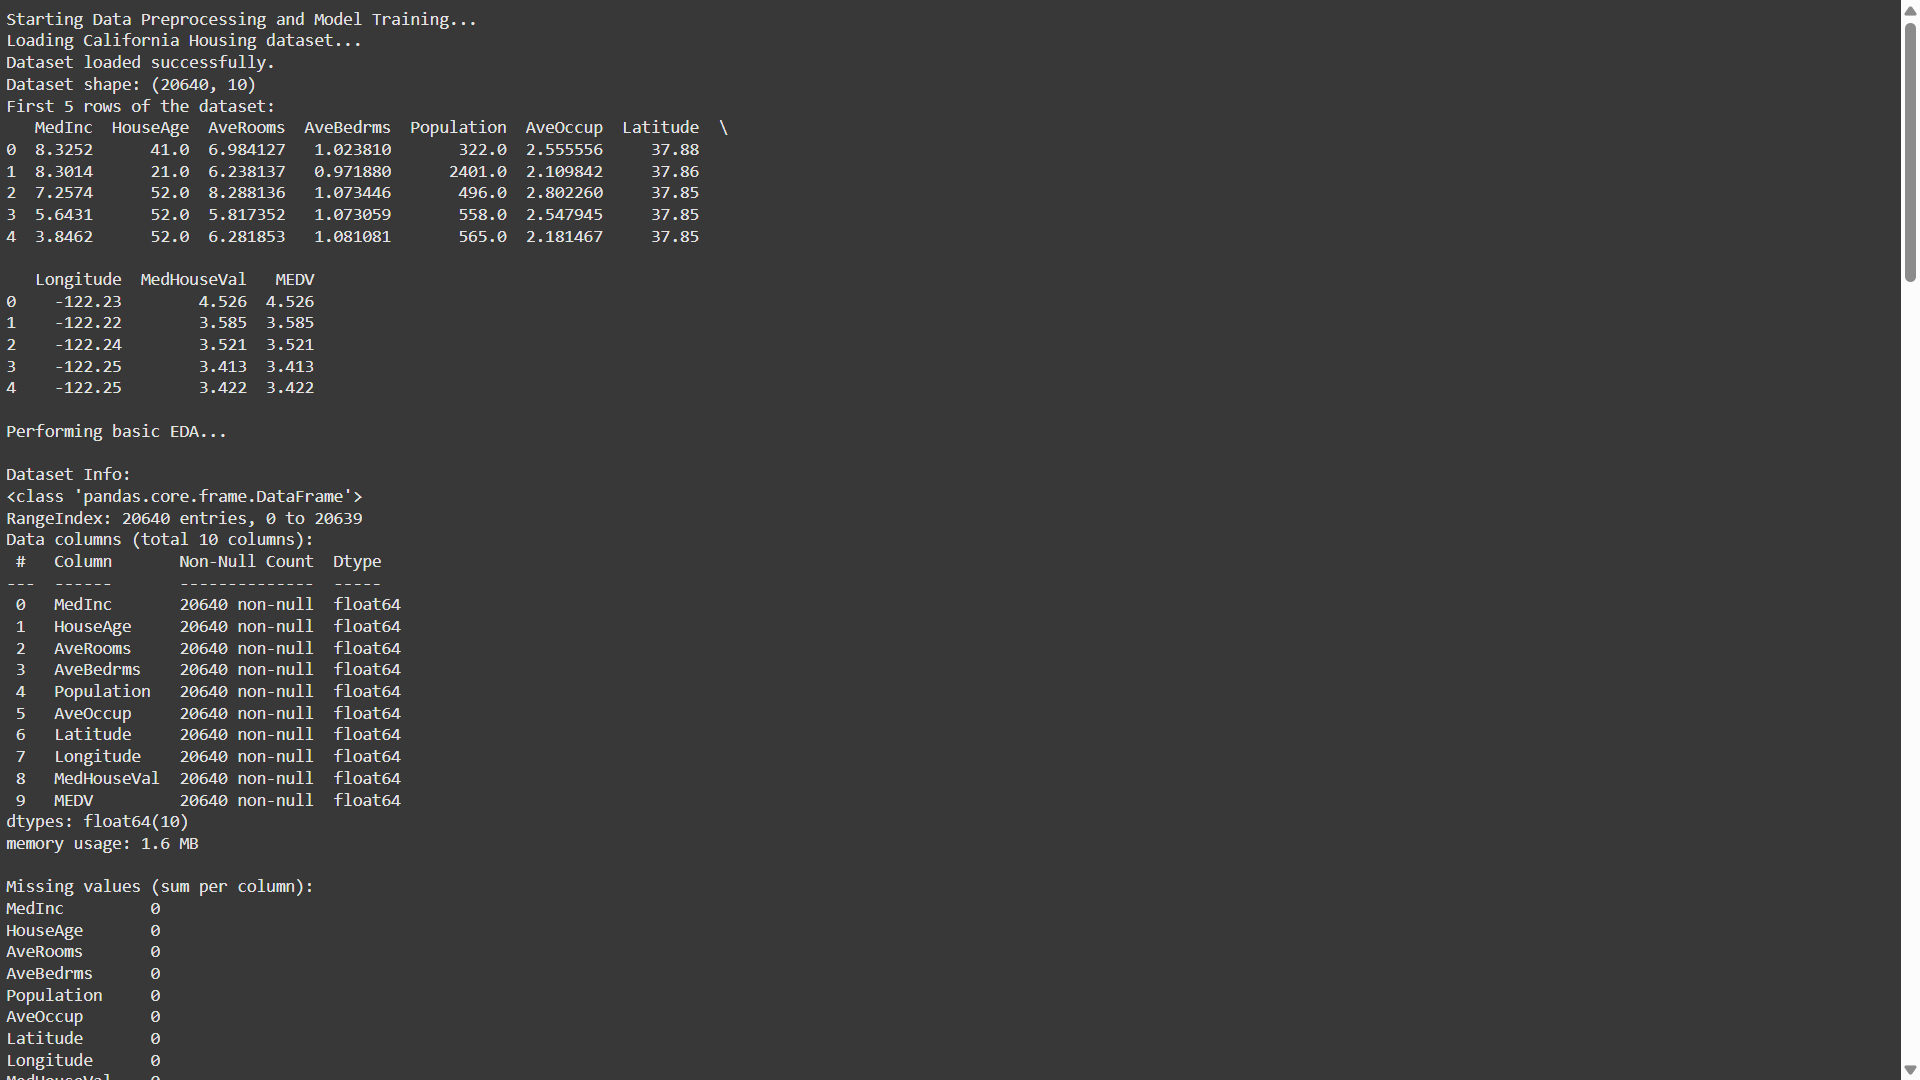 Starting Data Preprocessing and Model Training...
Loading California Housing dataset...
Dataset loaded successfully.
Dataset shape: (20640, 10)
First 5 rows of the dataset:
   MedInc  HouseAge  AveRooms  AveBedrms  Population  AveOccup  Latitude  \
0  8.3252      41.0  6.984127   1.023810       322.0  2.555556     37.88
1  8.3014      21.0  6.238137   0.971880      2401.0  2.109842     37.86
2  7.2574      52.0  8.288136   1.073446       496.0  2.802260     37.85
3  5.6431      52.0  5.817352   1.073059       558.0  2.547945     37.85
4  3.8462      52.0  6.281853   1.081081       565.0  2.181467     37.85

   Longitude  MedHouseVal   MEDV
0    -122.23        4.526  4.526
1    -122.22        3.585  3.585
2    -122.24        3.521  3.521
3    -122.25        3.413  3.413
4    -122.25        3.422  3.422

Performing basic EDA...

Dataset Info:
<class 'pandas.core.frame.DataFrame'>
RangeIndex: 20640 entries, 0 to 20639
Data columns (total 10 columns):
 #   Column       Non-Null Count  Dtype
---  ------       --------------  -----
 0   MedInc       20640 non-null  float64
 1   HouseAge     20640 non-null  float64
 2   AveRooms     20640 non-null  float64
 3   AveBedrms    20640 non-null  float64
 4   Population   20640 non-null  float64
 5   AveOccup     20640 non-null  float64
 6   Latitude     20640 non-null  float64
 7   Longitude    20640 non-null  float64
 8   MedHouseVal  20640 non-null  float64
 9   MEDV         20640 non-null  float64
dtypes: float64(10)
memory usage: 1.6 MB

Missing values (sum per column):
MedInc         0
HouseAge       0
AveRooms       0
AveBedrms      0
Population     0
AveOccup       0
Latitude       0
Longitude      0
MedHouseVal    0